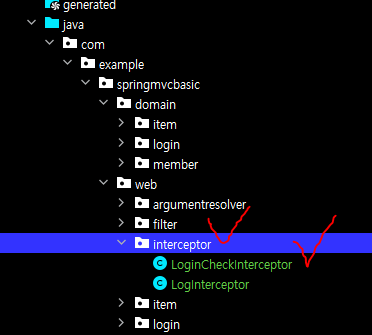 generated
java
com
example
springmvcbasic
domain
item
login
member
web
argumentresolver
filter
interceptor
LoginCheckInterceptor
LogInterceptor
item
login